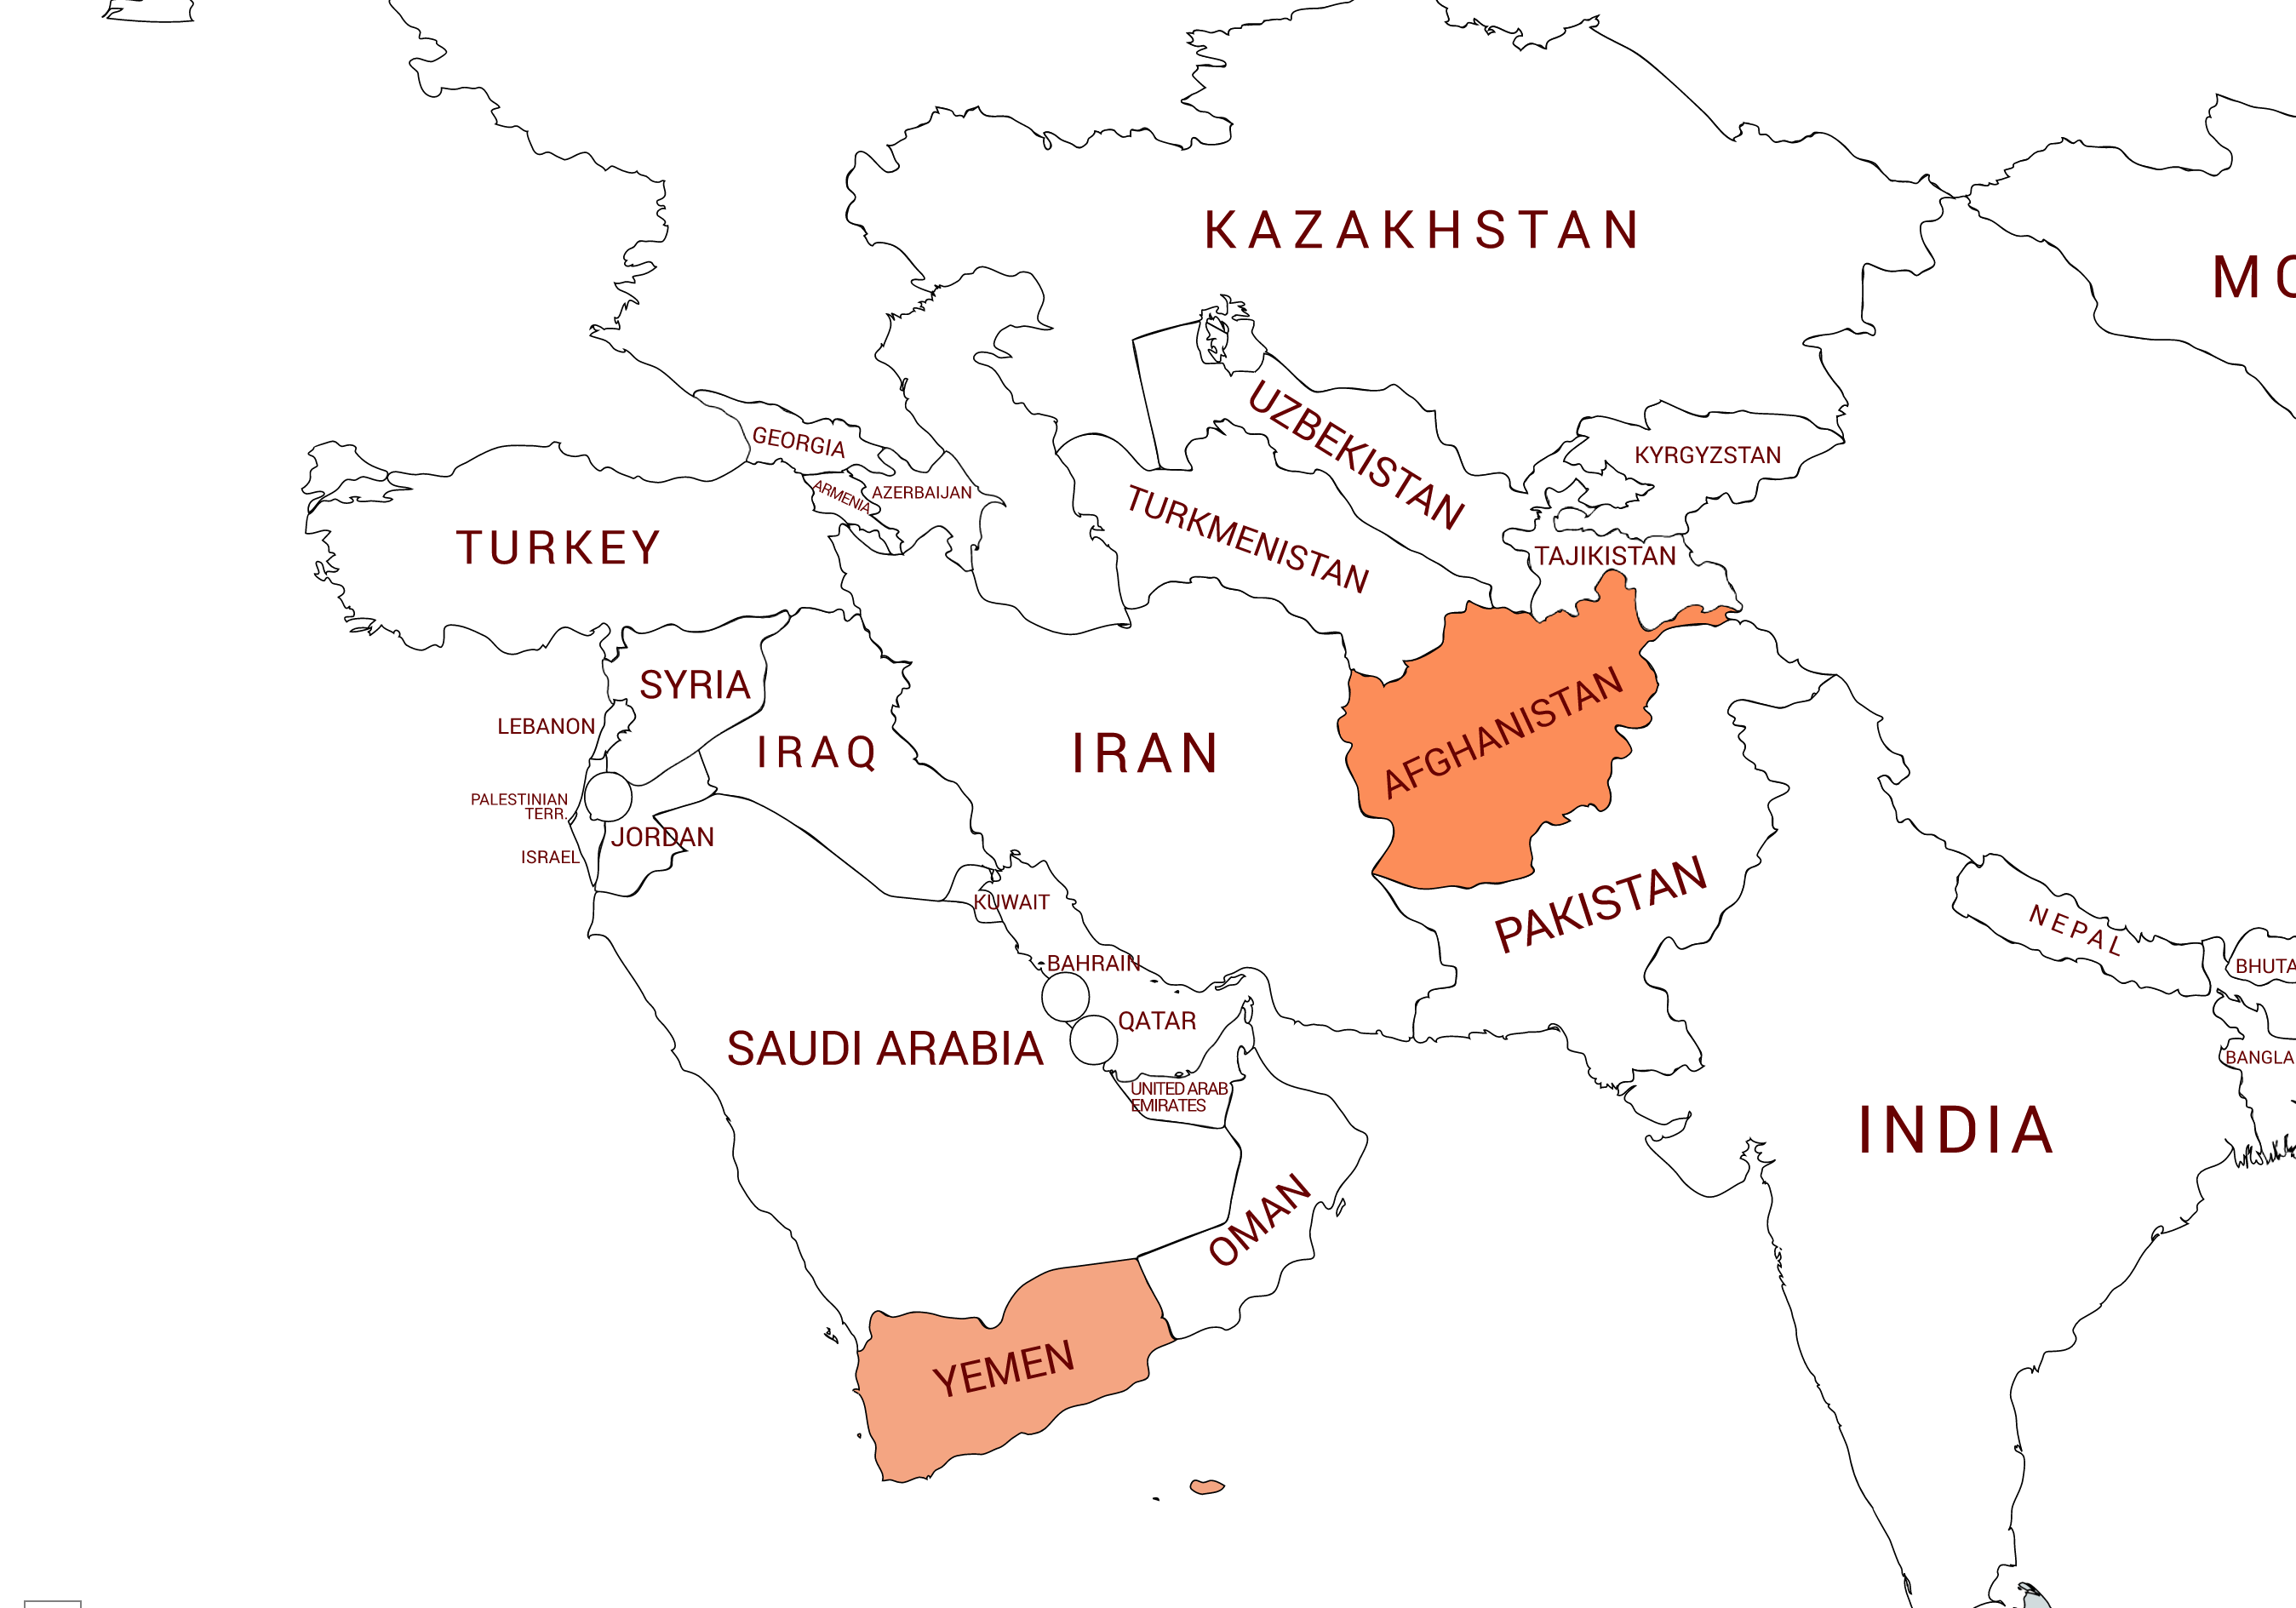 KAZAKHSTAN
MO
UZBEKISTAN
GEORGIA
KYRGYZSTAN
ARMENIA
AZERBAIJAN
TURKMENISTAN
TURKEY
TAJIKISTAN
SYRIA
AFGHANISTAN
LEBANON
IRAQ
IRAN
PALESTINIAN
TERR.
JORDAN
ISRAEL
KUWAIT
PAKISTAN
NEPAL
BAHRAIN
BHUTA
QATAR
SAUDI ARABIA
BANGLA
UNITED ARAB
EMIRATES
INDIA
OMAN
YEMEN